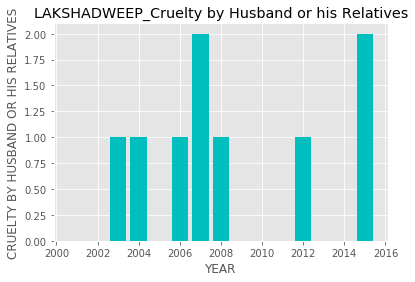 LAKSHADWEEP_Cruelty by Husband or his Relatives
CRUELTY BY HUSBAND OR HIS RELATIVES
2.00
1.75
1.50
1.25
1.00
0.75
0.50
0.25
0.00
2000 2002 2004 2006 2008 2010 2012 2014 2016
YEAR